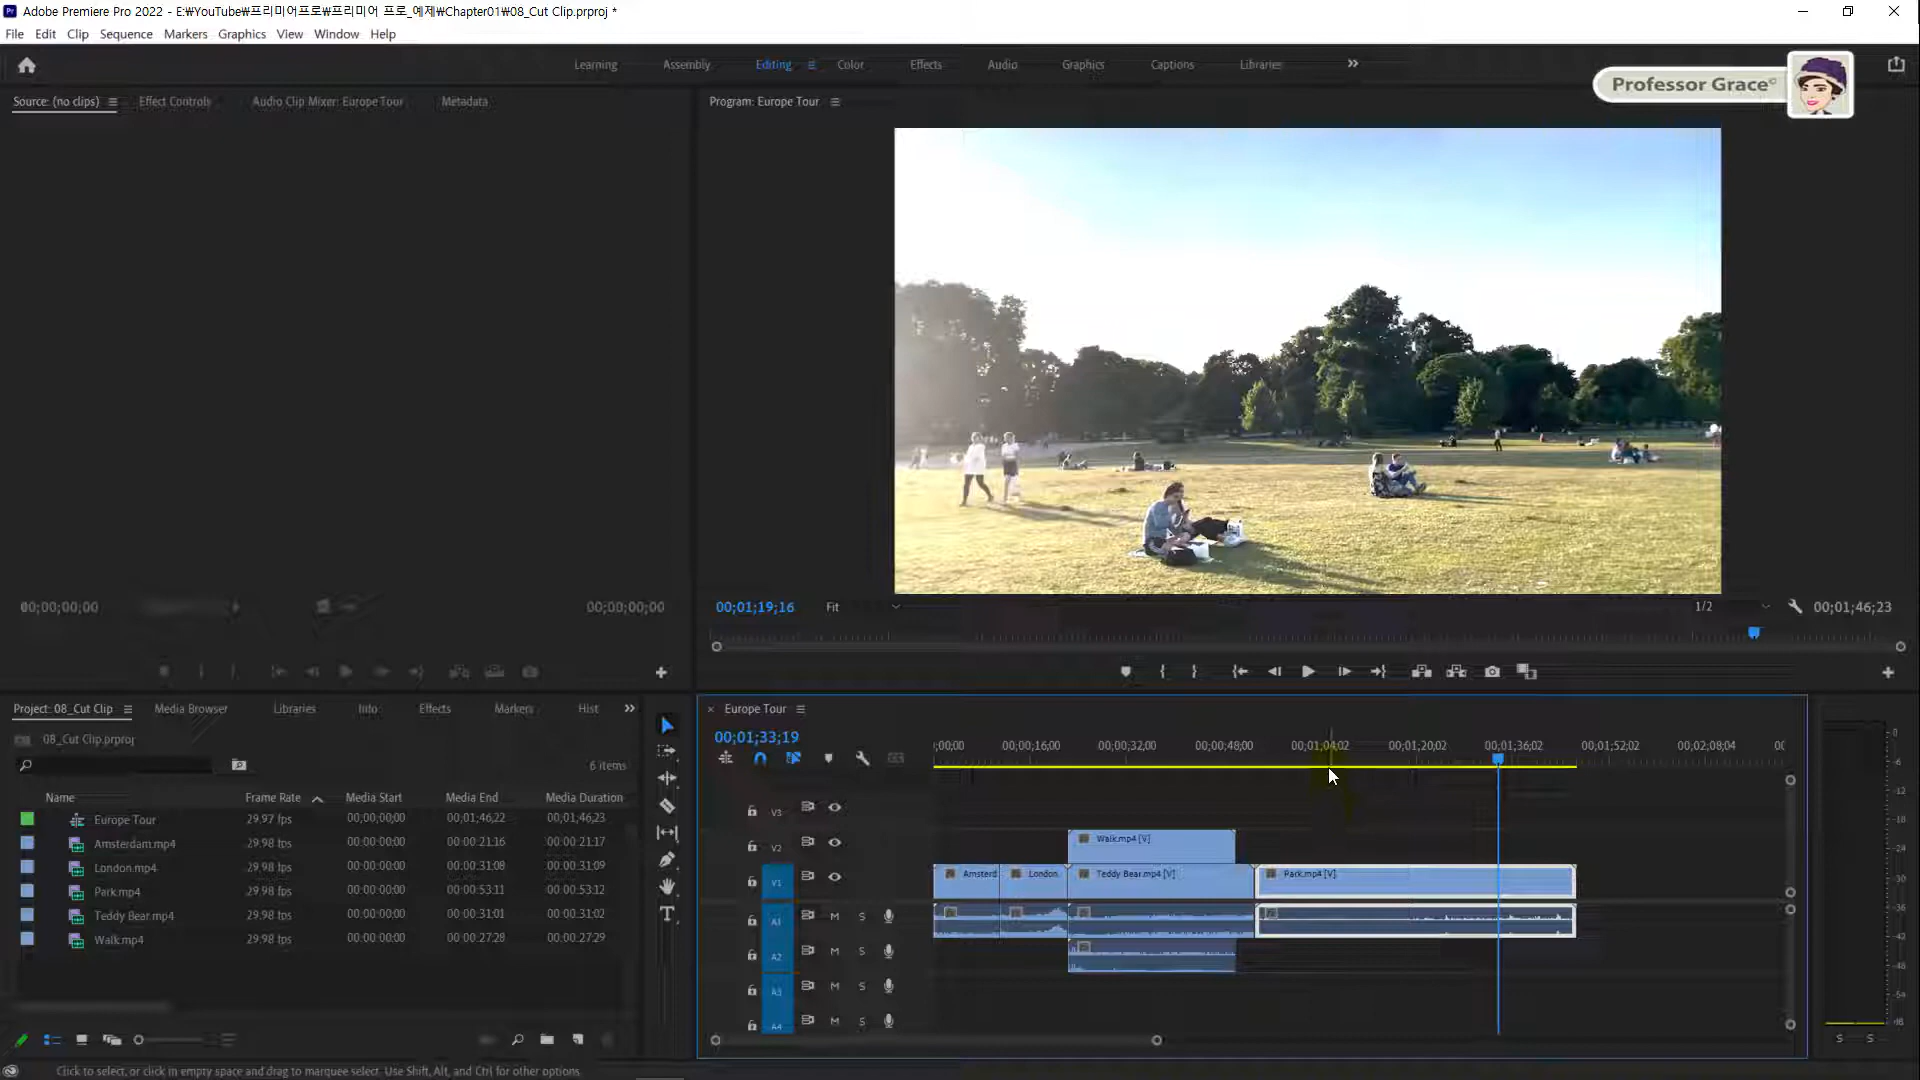 Adobe Premiere Pro 2022 - E:₩YouTube₩프리미어프로₩프리미어 프로_예제₩Chapter01₩08_Cut Clip.prproj *
File Edit Clip Sequence Markers Graphics View Window Help
Learning Assembly Editing Color Effects Audio Graphics Captions Libraries
Professor Grace©
Source: (no clips) Effect Controls Audio Clip Mixer: Europe Tour Metadata
Program: Europe Tour
00;00;00;00 00;00;00;00
00;01;19;16 Fit 1/2 00;01;46;23
Project: 08_Cut Clip Media Browser Libraries Info Effects Markers Hist
08_Cut Clip.prproj
6 items
Name Frame Rate Media Start Media End Media Duration
Europe Tour 29.97 fps 00;00;00;00 00;01;46;22 00;01;46;23
Amsterdam.mp4 29.98 fps 00:00:00:00 00:00:21:16 00:00:21:17
London.mp4 29.98 fps 00:00:00:00 00:00:31:08 00:00:31:09
Park.mp4 29.98 fps 00:00:00:00 00:00:53:11 00:00:53:12
Teddy Bear.mp4 29.98 fps 00:00:00:00 00:00:31:01 00:00:31:02
Walk.mp4 29.98 fps 00:00:00:00 00:00:27:28 00:00:27:29
× Europe Tour
00;01;33;19
;00;00 00;00;16;00 00;00;32;00 00;00;48;00 00;01;04;02 00;01;20;02 00;01;36;02 00;01;52;02 00;02;08;04 00
V3
V2 Walk.mp4 [V]
V1 Amsterd London. Teddy Bear.mp4 [V] Park.mp4 [V]
A1 M S
A2 M S
A3 M S
A4 M S
0
-6
-12
-18
-24
-30
-36
-42
-48
-54
dB
S S
Click to select, or click in empty space and drag to marquee select. Use Shift, Alt, and Ctrl for other options.